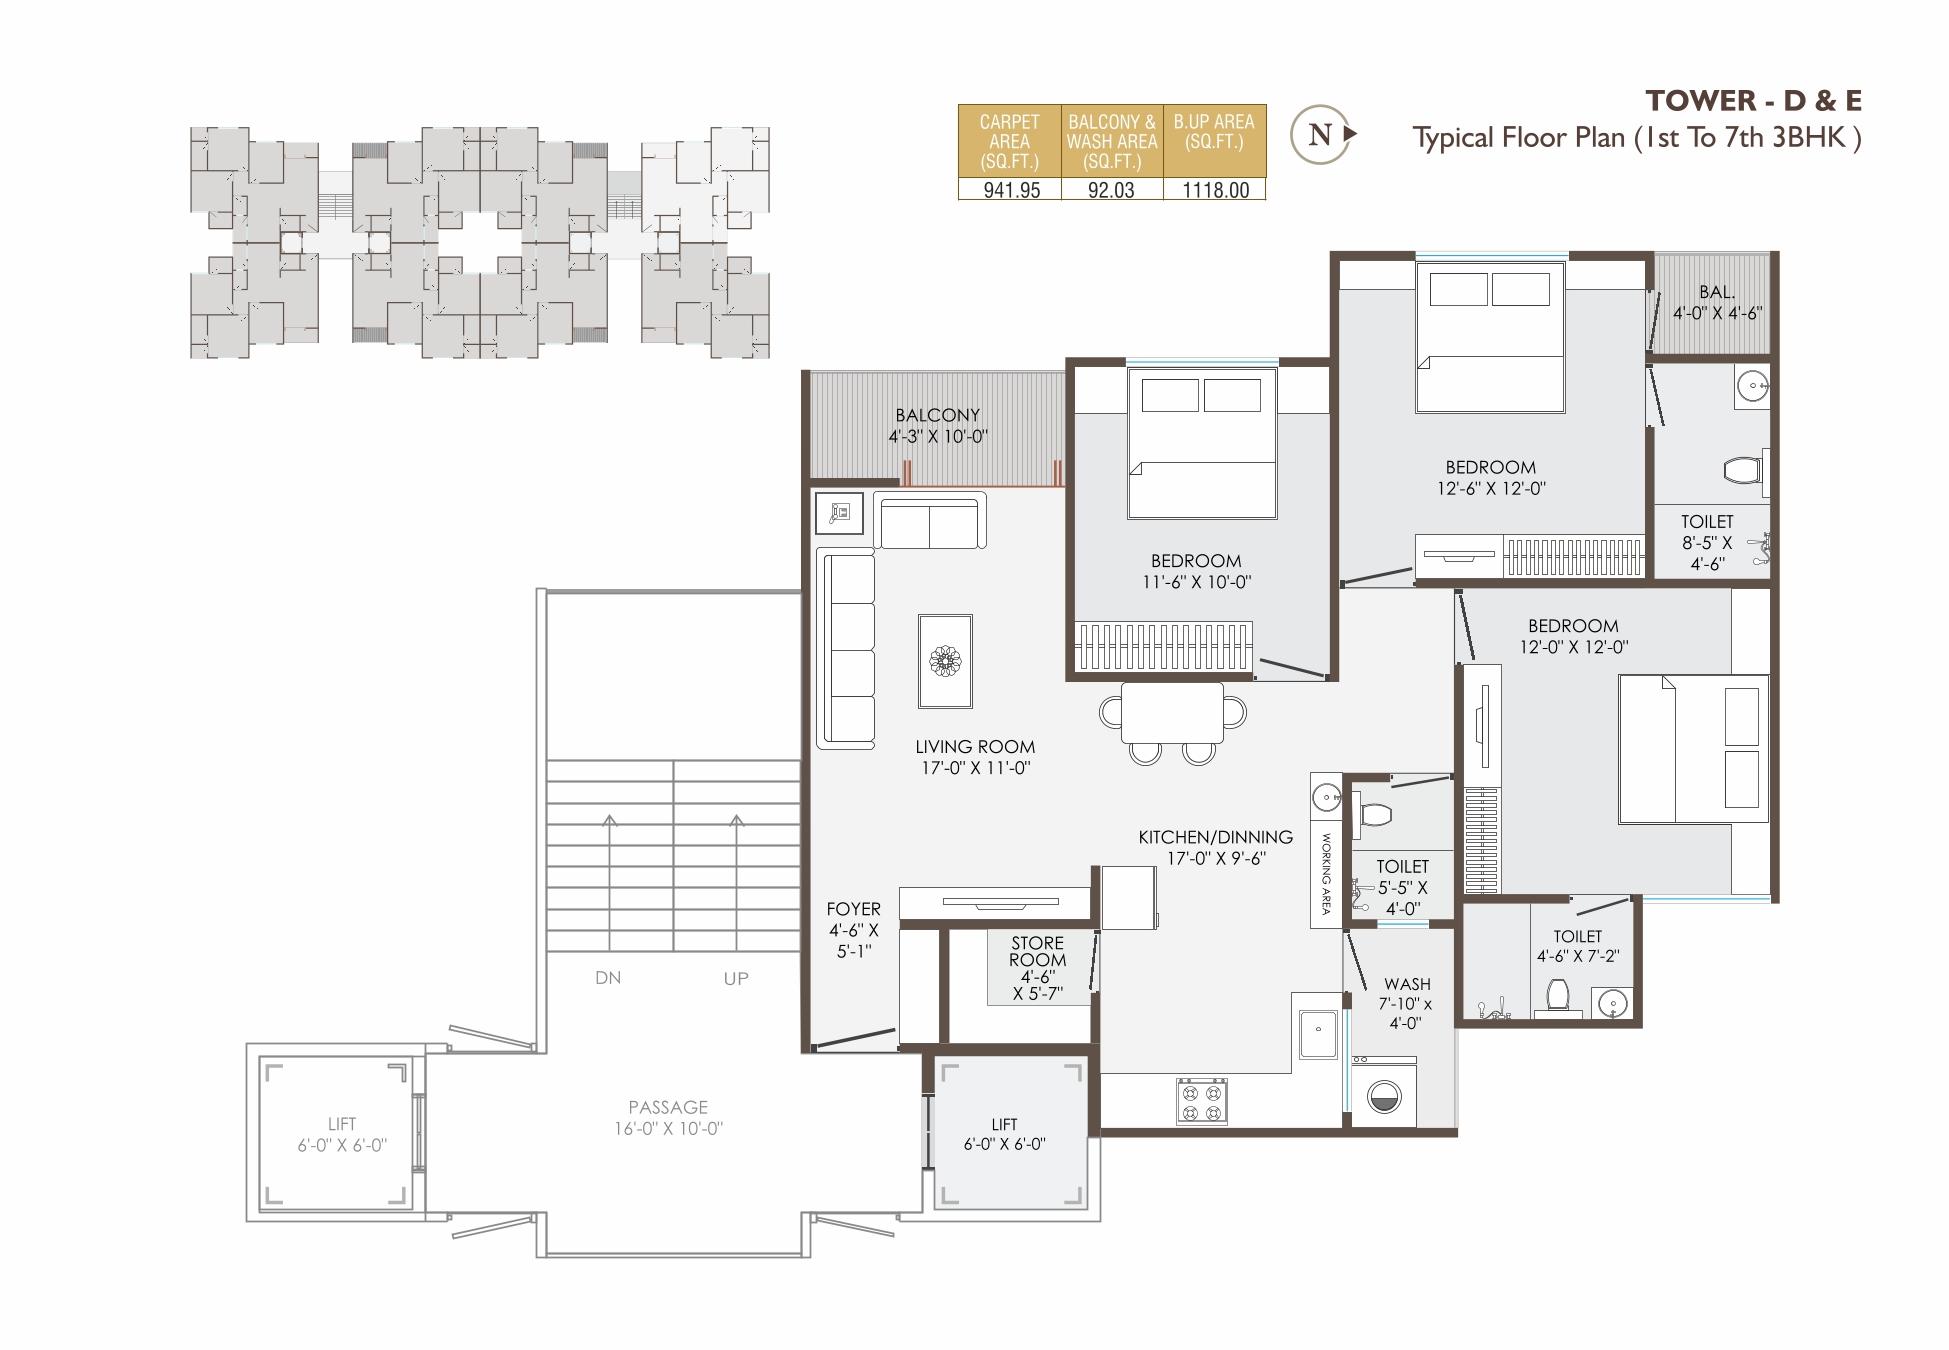 TOWER - D & E
Typical Floor Plan (1st To 7th 3BHK )
N
CARPET
AREA
(SQ.FT.)
BALCONY &
WASH AREA
(SQ.FT.)
B.UP AREA
(SQ.FT.)
941.95
92.03
1118.00
BAL.
4'-0" X 4'-6"
BALCONY
4'-3" X 10'-0"
BEDROOM
12'-6" X 12'-0"
TOILET
8'-5" X
4'-6"
BEDROOM
11'-6" X 10'-0"
BEDROOM
12'-0" X 12'-0"
LIVING ROOM
17'-0" X 11'-0"
KITCHEN/DINNING
17'-0" X 9'-6"
WORKING AREA
TOILET
5'-5" X
4'-0"
FOYER
4'-6" X
5'-1"
STORE
ROOM
4'-6"
X 5'-7"
TOILET
4'-6" X 7'-2"
WASH
7'-10" x
4'-0"
DN
UP
PASSAGE
16'-0" X 10'-0"
LIFT
6'-0" X 6'-0"
LIFT
6'-0" X 6'-0"